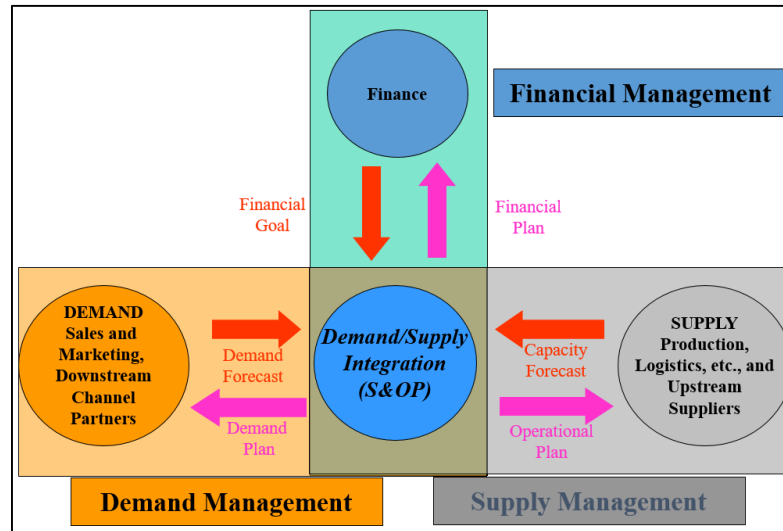 Finance
Financial Management
Financial
Goal
Financial
Plan
DEMAND
Sales and
Marketing,
Downstream
Channel
Partners
Demand
Forecast
Demand
Plan
Demand/Supply
Integration
(S&OP)
Capacity
Forecast
Operational
Plan
SUPPLY
Production,
Logistics, etc., and
Upstream
Suppliers
Demand Management
Supply Management